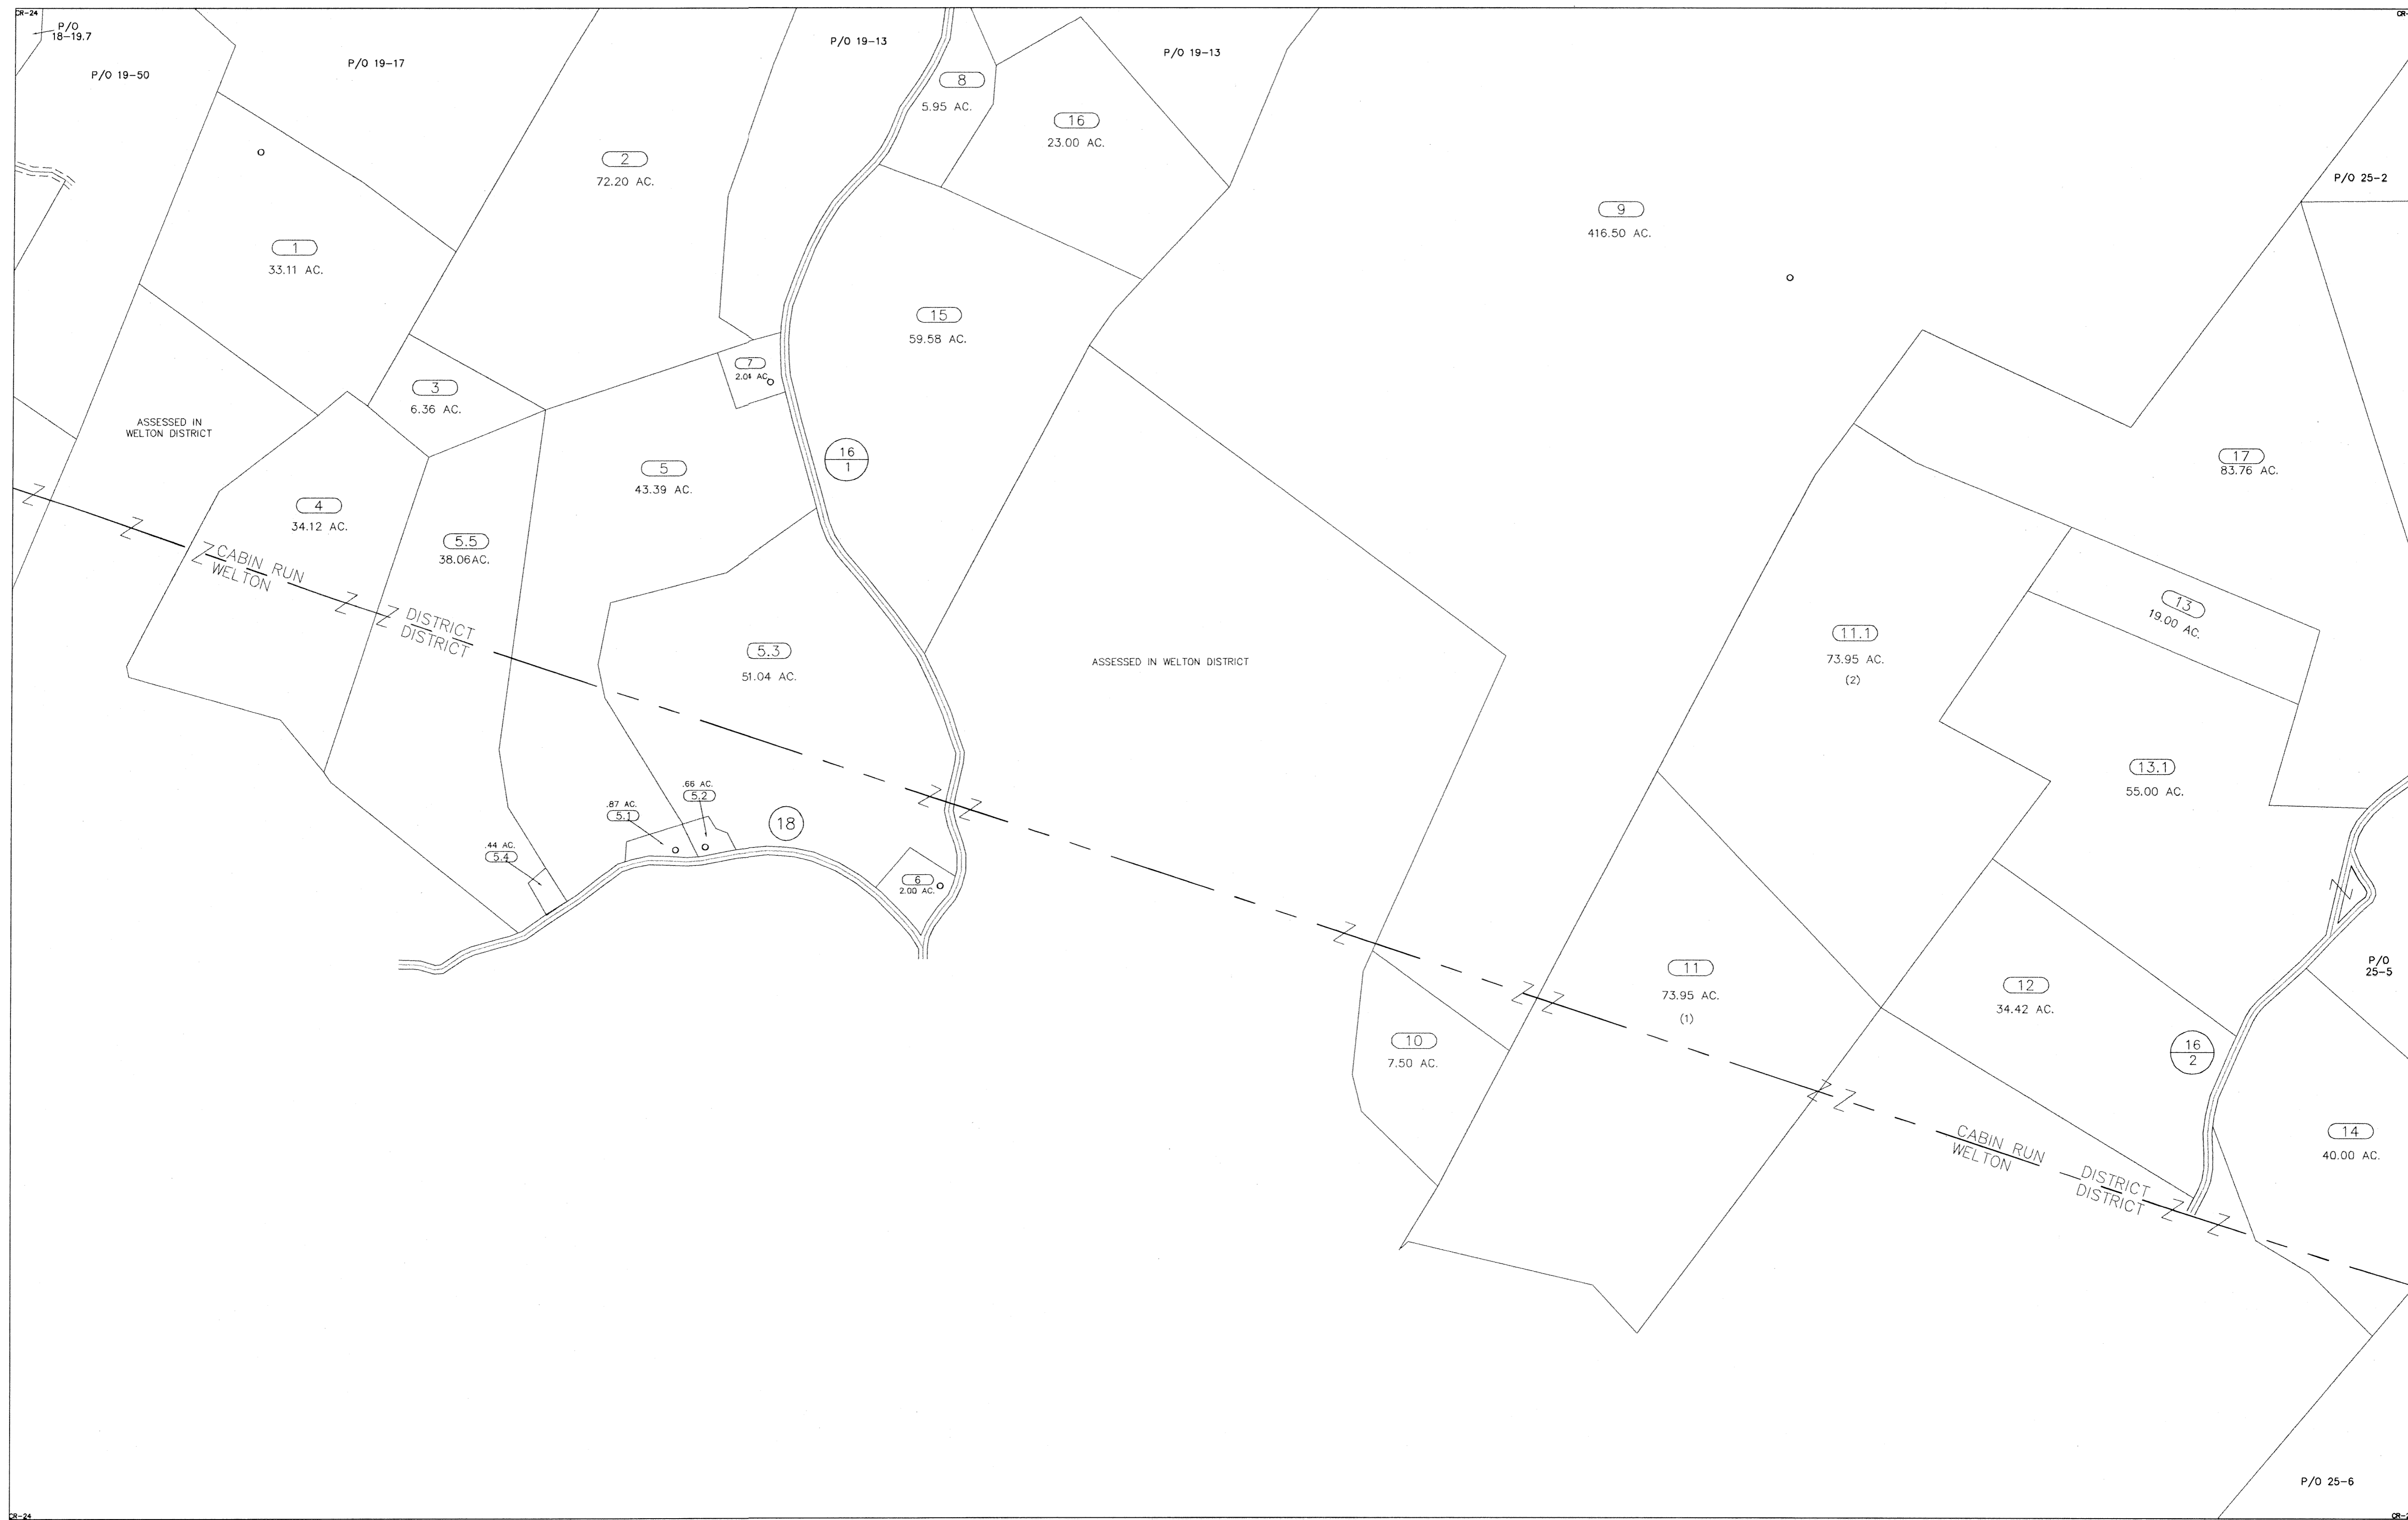 CR-24
P/O
18-19.7
P/O 19-50
P/O 19-17
P/O 19-13
P/O 19-13
8
5.95 AC.
16
23.00 AC.
2
72.20 AC.
P/O 25-2
9
416.50 AC.
1
33.11 AC.
15
59.58 AC.
7
2.04 AC.
3
6.36 AC.
ASSESSED IN
WELTON DISTRICT
16
1
5
43.39 AC.
17
83.76 AC.
4
34.12 AC.
5.5
38.06AC.
CABIN RUN
WELTON
DISTRICT
DISTRICT
13
19.00 AC.
5.3
51.04 AC.
ASSESSED IN WELTON DISTRICT
11.1
73.95 AC.
(2)
13.1
55.00 AC.
.66 AC.
5.2
.87 AC.
5.1
18
.44 AC.
5.4
6
2.00 AC.
11
73.95 AC.
(1)
P/O
25-5
12
34.42 AC.
10
7.50 AC.
16
2
14
40.00 AC.
CABIN RUN
WELTON
DISTRICT
DISTRICT
P/O 25-6
CR-24